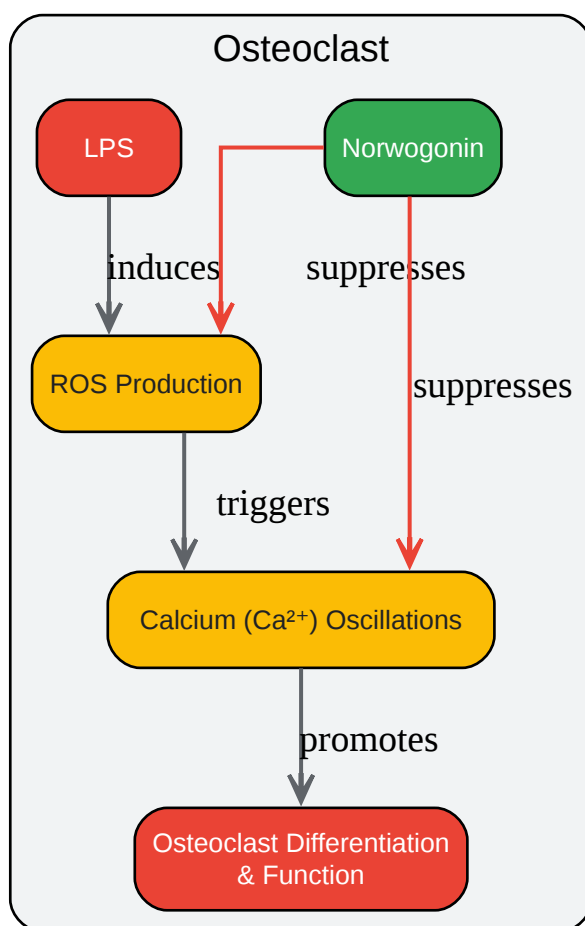 Osteoclast
LPS
Norwogonin
induces
suppresses
ROS Production
suppresses
triggers
Calcium (Ca²⁺) Oscillations
promotes
Osteoclast Differentiation
& Function